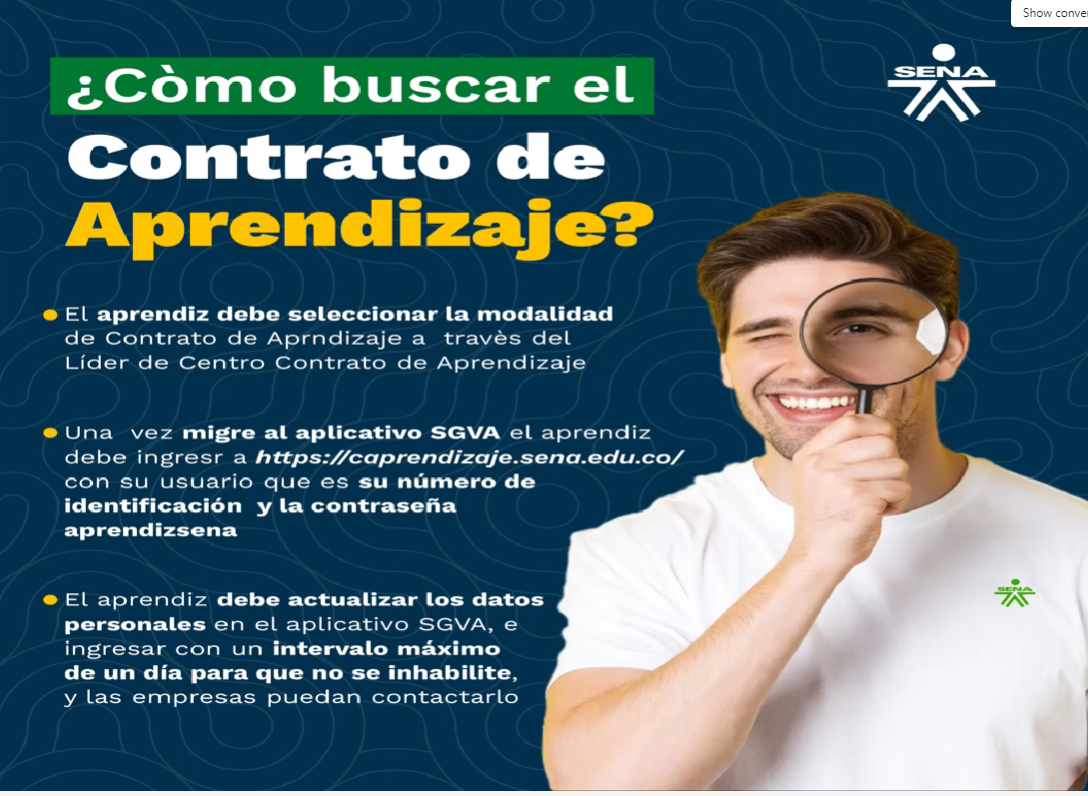 Show conver
¿Còmo buscar el
SENA
Contrato de
Aprendizaje?
El aprendiz debe seleccionar la modalidad
de Contrato de Aprndizaje a travès del
Líder de Centro Contrato de Aprendizaje
Una vez migre al aplicativo SGVA el aprendiz
debe ingresr a https://caprendizaje.sena.edu.co/
con su usuario que es su número de
identificación y la contraseña
aprendizsena
El aprendiz debe actualizar los datos
personales en el aplicativo SGVA, e
ingresar con un intervalo máximo
de un día para que no se inhabilite,
y las empresas puedan contactarlo
SENA